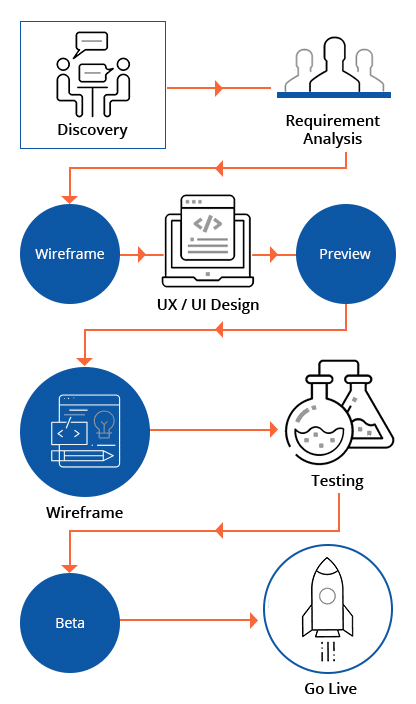 Discovery
Requirement
Analysis
Wireframe
UX / UI Design
Preview
Wireframe
Testing
Beta
Go Live